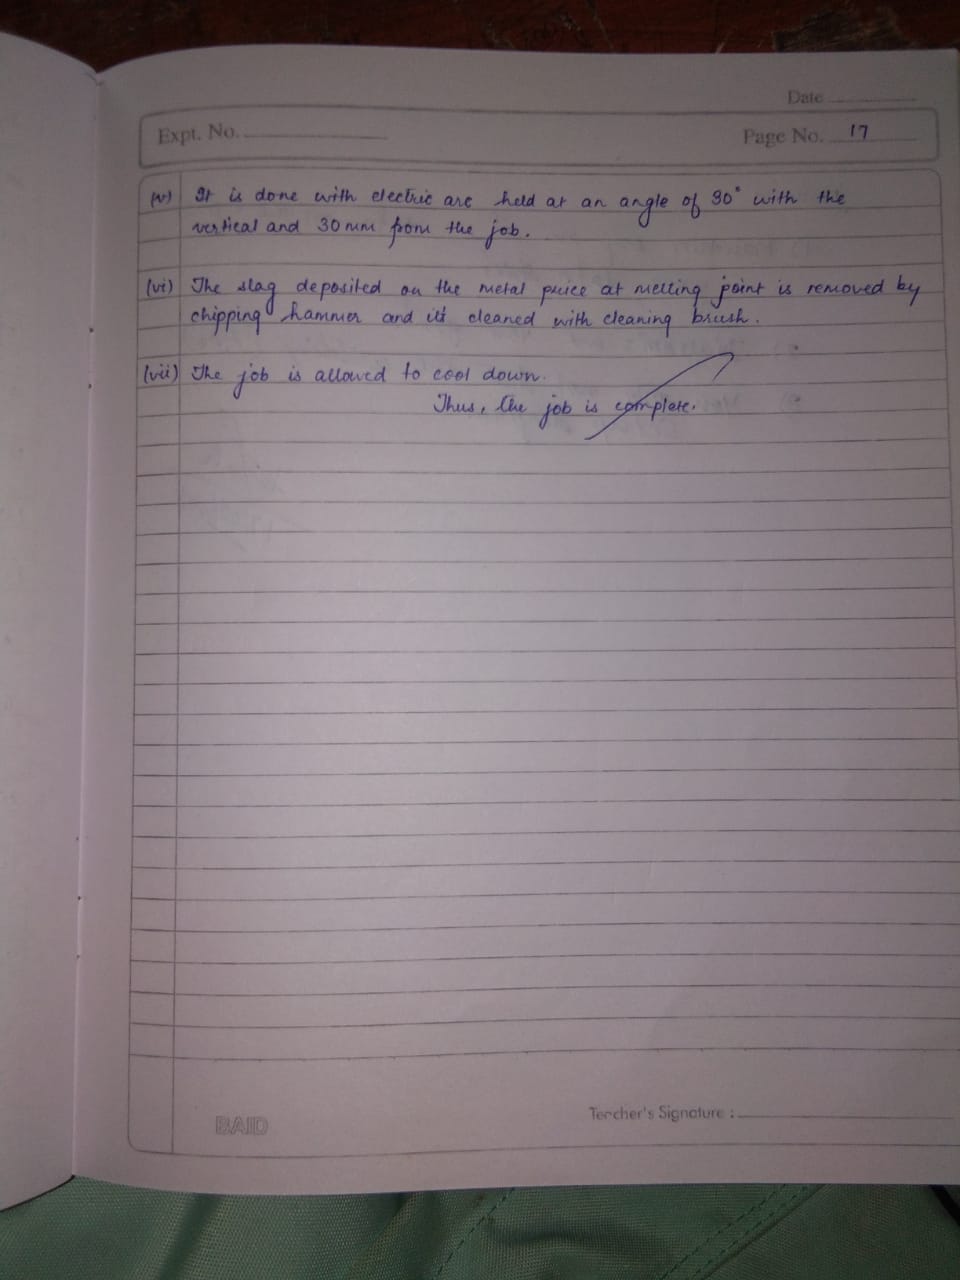 Date
Expt. No.
Page No. 17
(v) It is done with electric arc held at an angle of 30° with the
vertical and 30 mm from the job.
(vi) The slag deposited on the metal peice at melting point is removed by
chipping hammer and it's cleaned with cleaning brush.
(vii) The job is allowed to cool down.
Thus, the job is complete.
BAID
Teacher's Signature :